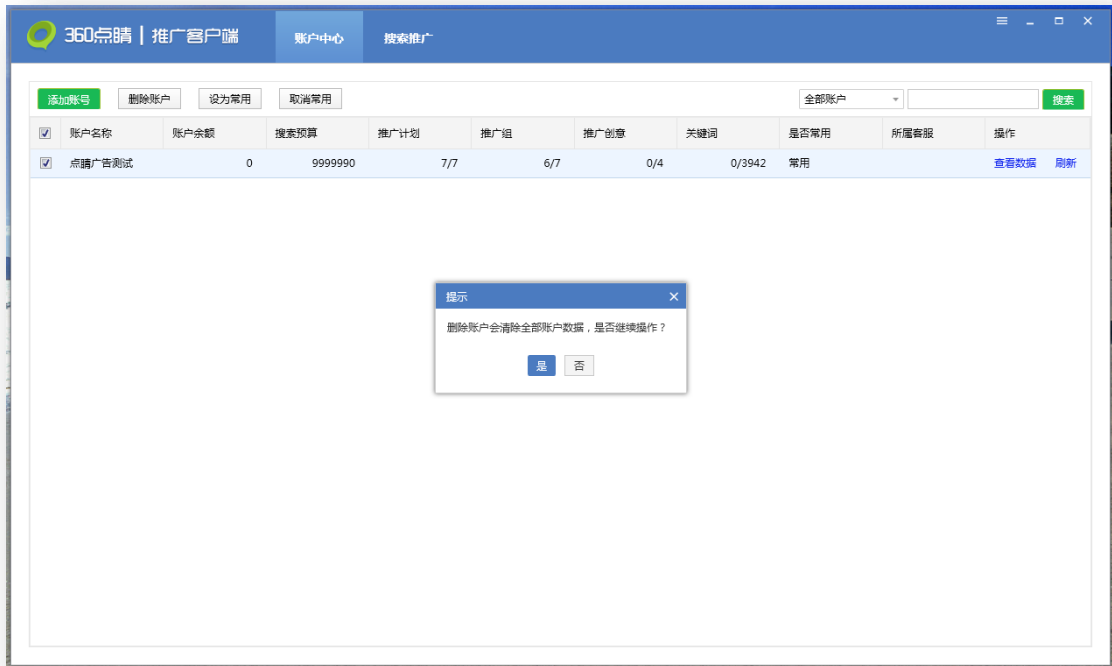 360点睛 | 推广客户端 账户中心 搜索推广
添加账号 删除账户 设为常用 取消常用 全部账户 搜索
账户名称 账户余额 搜索预算 推广计划 推广组 推广创意 关键词 是否常用 所属客服 操作
点睛广告测试 0 9999990 7/7 6/7 0/4 0/3942 常用 查看数据 刷新
提示
删除账户会清除全部账户数据，是否继续操作？
是 否